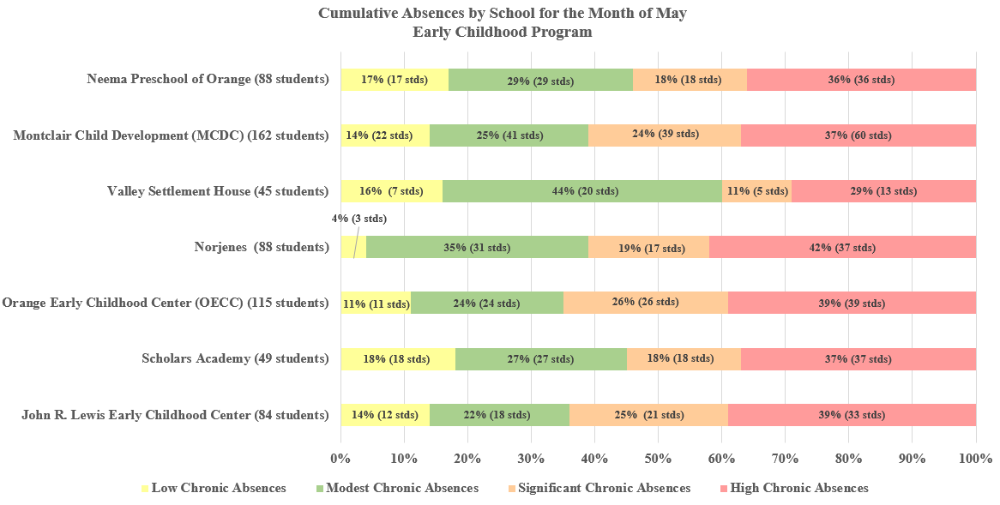 Cumulative Absences by School for the Month of May
Early Childhood Program
Neema Preschool of Orange (88 students)
17% (17 stds)
29% (29 stds)
18% (18 stds)
36% (36 stds)
Montclair Child Development (MCDC) (162 students)
14% (22 stds)
25% (41 stds)
24% (39 stds)
37% (60 stds)
Valley Settlement House (45 students)
16%  (7 stds)
44% (20 stds)
11% (5 stds)
29% (13 stds)
4% (3 stds)
Norjenes  (88 students)
35% (31 stds)
19% (17 stds)
42% (37 stds)
Orange Early Childhood Center (OECC) (115 students)
11% (11 stds)
24% (24 stds)
26% (26 stds)
39% (39 stds)
Scholars Academy (49 students)
18% (18 stds)
27% (27 stds)
18% (18 stds)
37% (37 stds)
John R. Lewis Early Childhood Center (84 students)
14% (12 stds)
22% (18 stds)
25%  (21 stds)
39% (33 stds)
0% 10% 20% 30% 40% 50% 60% 70% 80% 90% 100%
Low Chronic Absences
Modest Chronic Absences
Significant Chronic Absences
High Chronic Absences